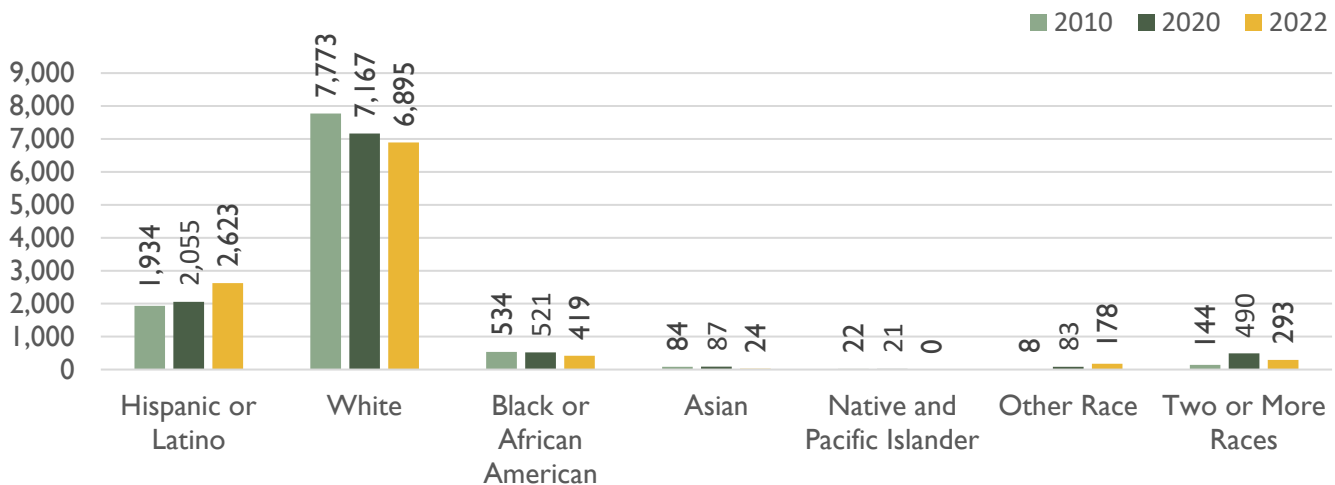 2010 2020 2022
9,000
8,000
7,000
6,000
5,000
4,000
3,000
2,000
1,000
0
1,934 2,055 2,623
7,773 7,167 6,895
534 521 419
84 87 24
22 21 0
8 83 178
144 490 293
Hispanic or
Latino
White
Black or
African
American
Asian
Native and
Pacific Islander
Other Race
Two or More
Races